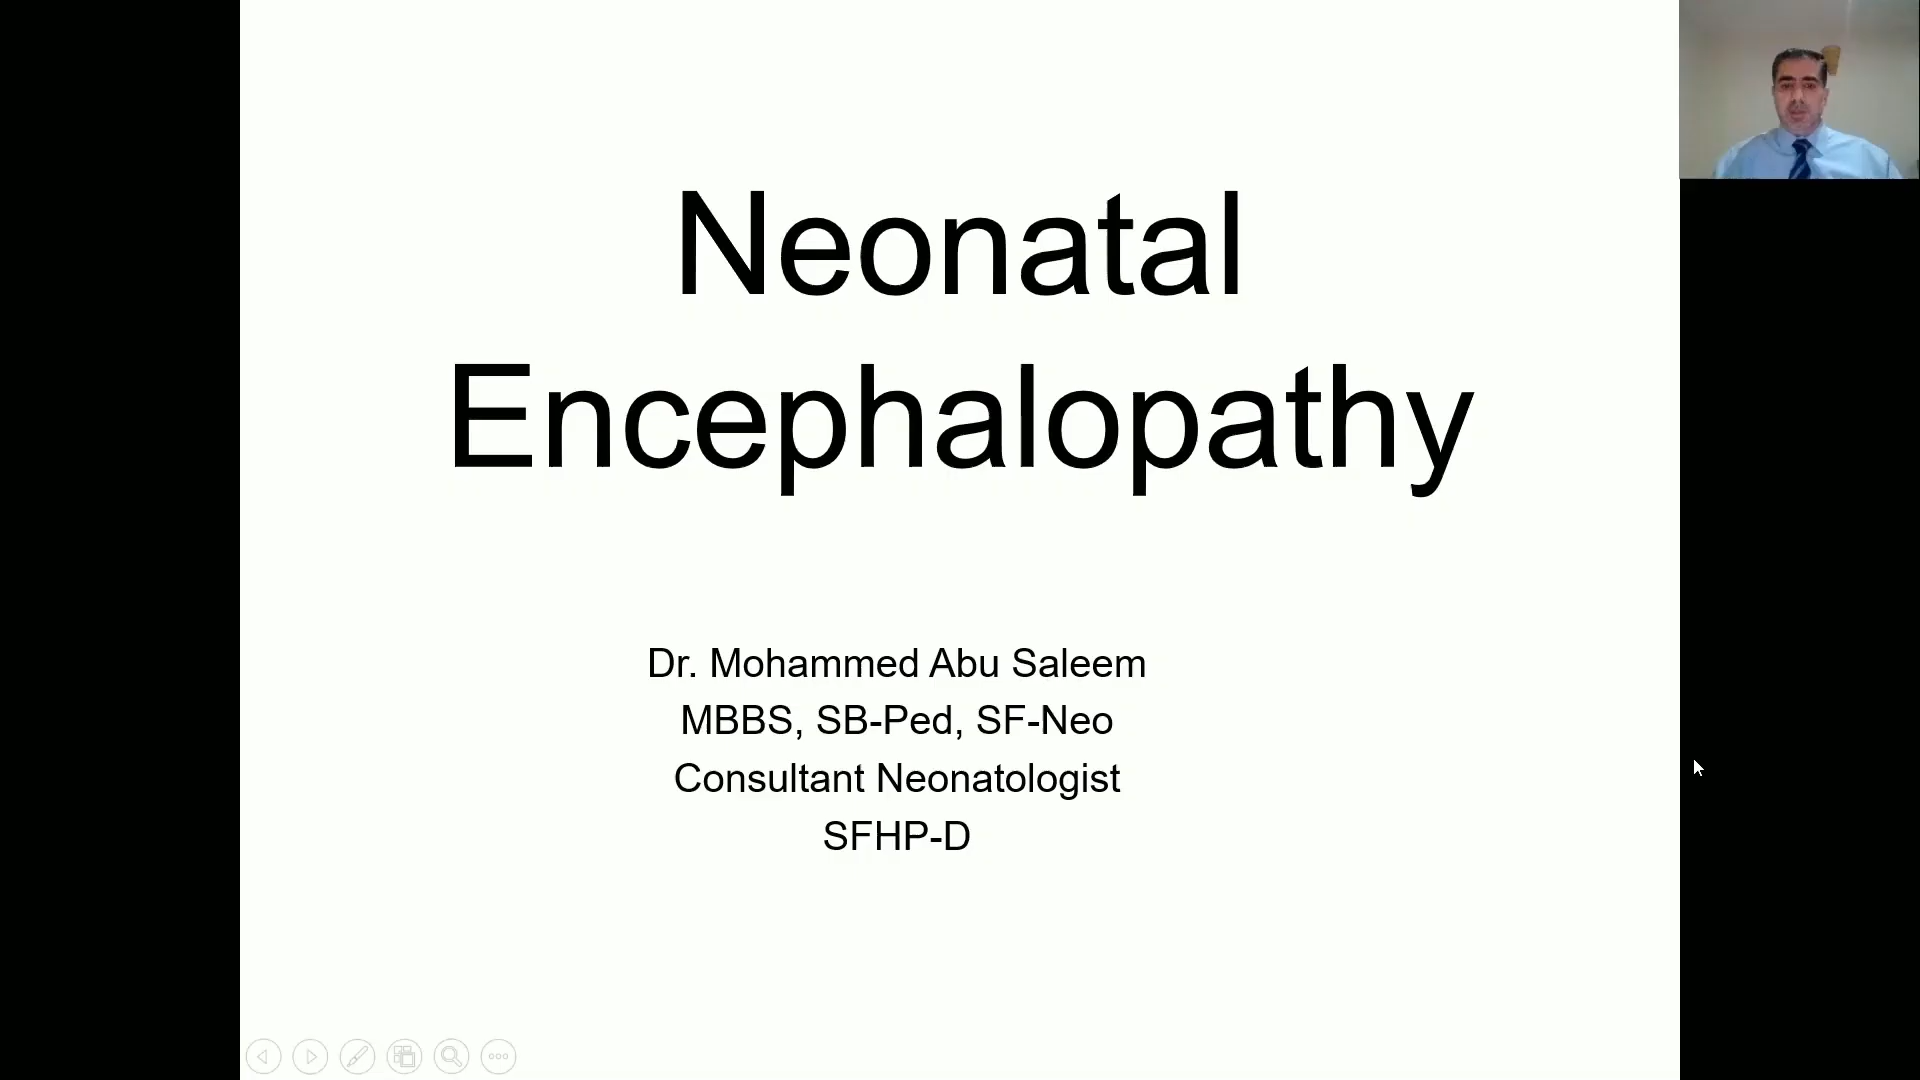 Neonatal
Encephalopathy
Dr. Mohammed Abu Saleem
MBBS, SB-Ped, SF-Neo
Consultant Neonatologist
SFHP-D